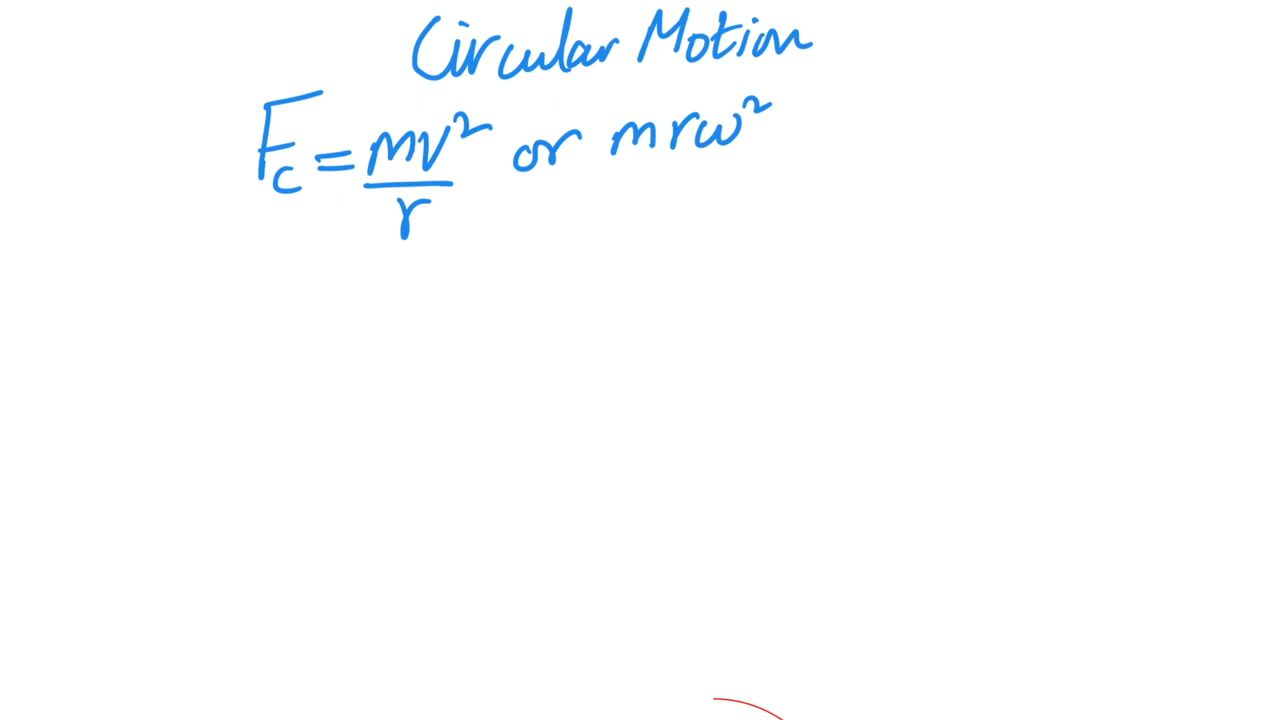 Circular Motion
Fc = mv² or mrω²
r